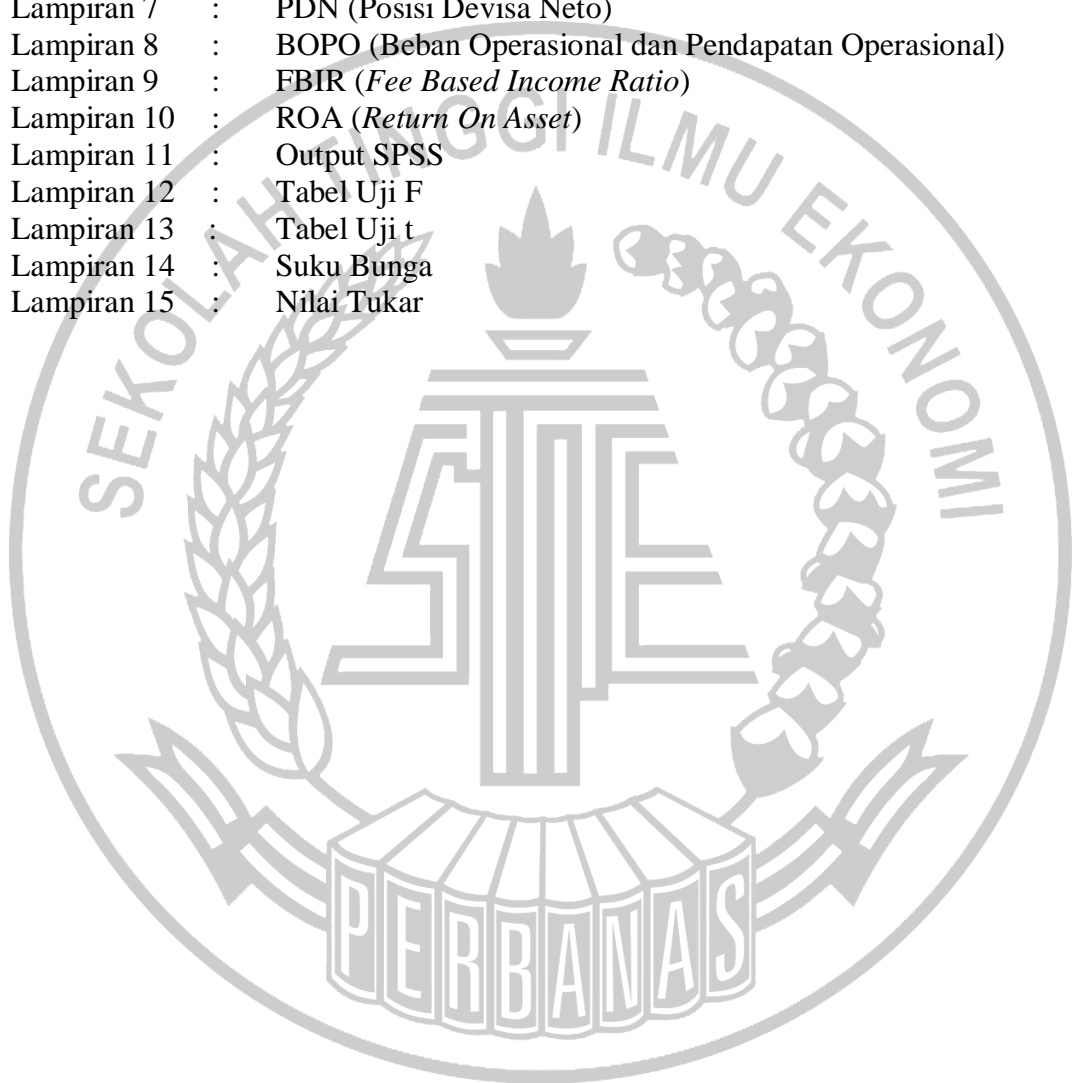 Lampiran 7 : PDN (Posisi Devisa Neto)
Lampiran 8 : BOPO (Beban Operasional dan Pendapatan Operasional)
Lampiran 9 : FBIR (Fee Based Income Ratio)
Lampiran 10 : ROA (Return On Asset)
Lampiran 11 : Output SPSS
Lampiran 12 : Tabel Uji F
Lampiran 13 : Tabel Uji t
Lampiran 14 : Suku Bunga
Lampiran 15 : Nilai Tukar
SEKOLAH TINGGI ILMU EKONOMI
STIE
PERBANAS